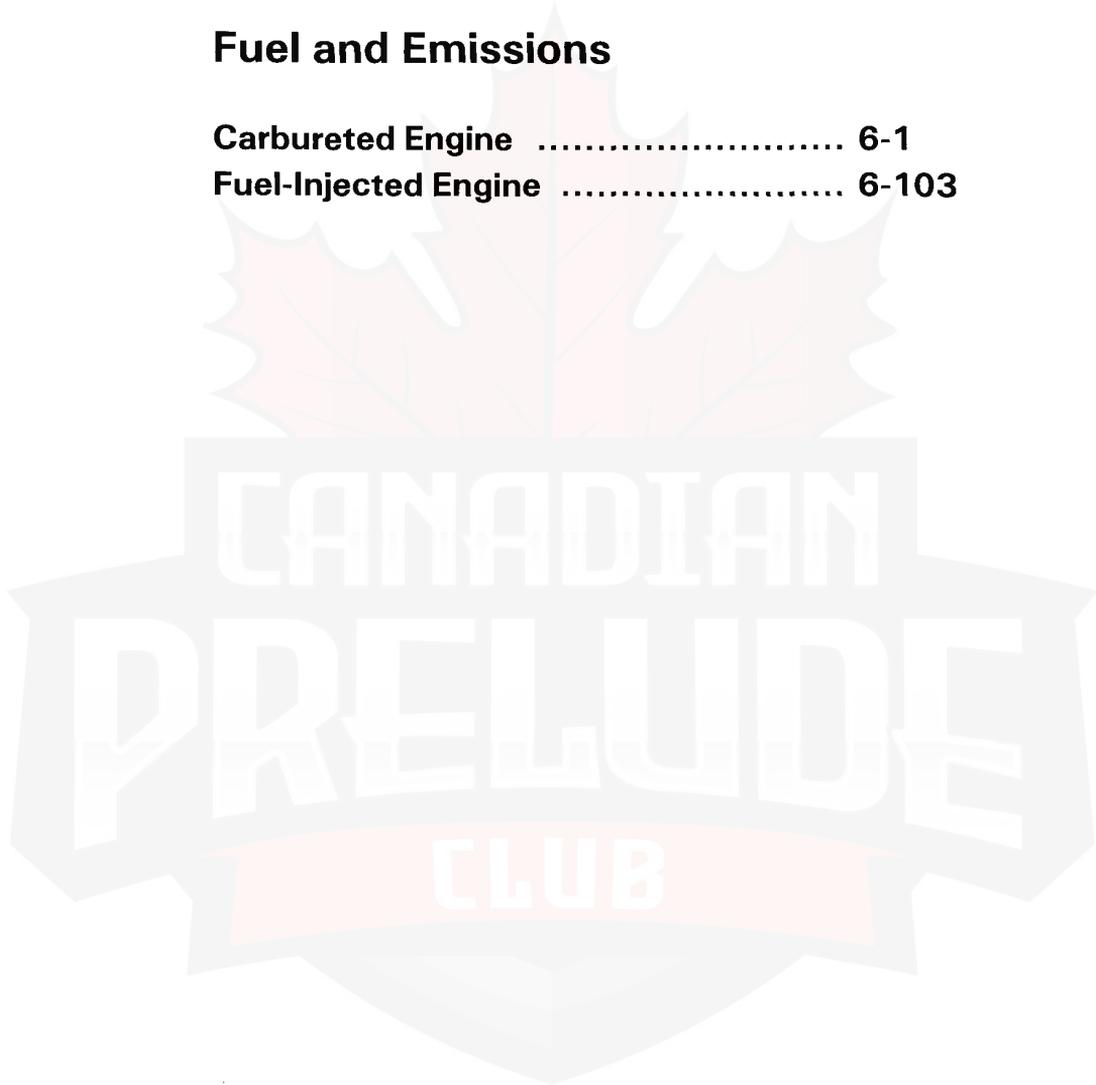 Fuel and Emissions
Carbureted Engine .......................... 6-1
Fuel-Injected Engine ........................ 6-103
CANADIAN
PRELUDE
CLUB